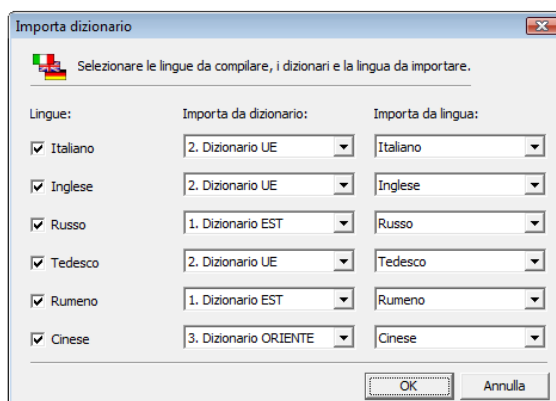 Importa dizionario
Selezionare le lingue da compilare, i dizionari e la lingua da importare.
Lingue: Importa da dizionario: Importa da lingua:
Italiano 2. Dizionario UE Italiano
Inglese 2. Dizionario UE Inglese
Russo 1. Dizionario EST Russo
Tedesco 2. Dizionario UE Tedesco
Rumeno 1. Dizionario EST Rumeno
Cinese 3. Dizionario ORIENTE Cinese
OK Annulla